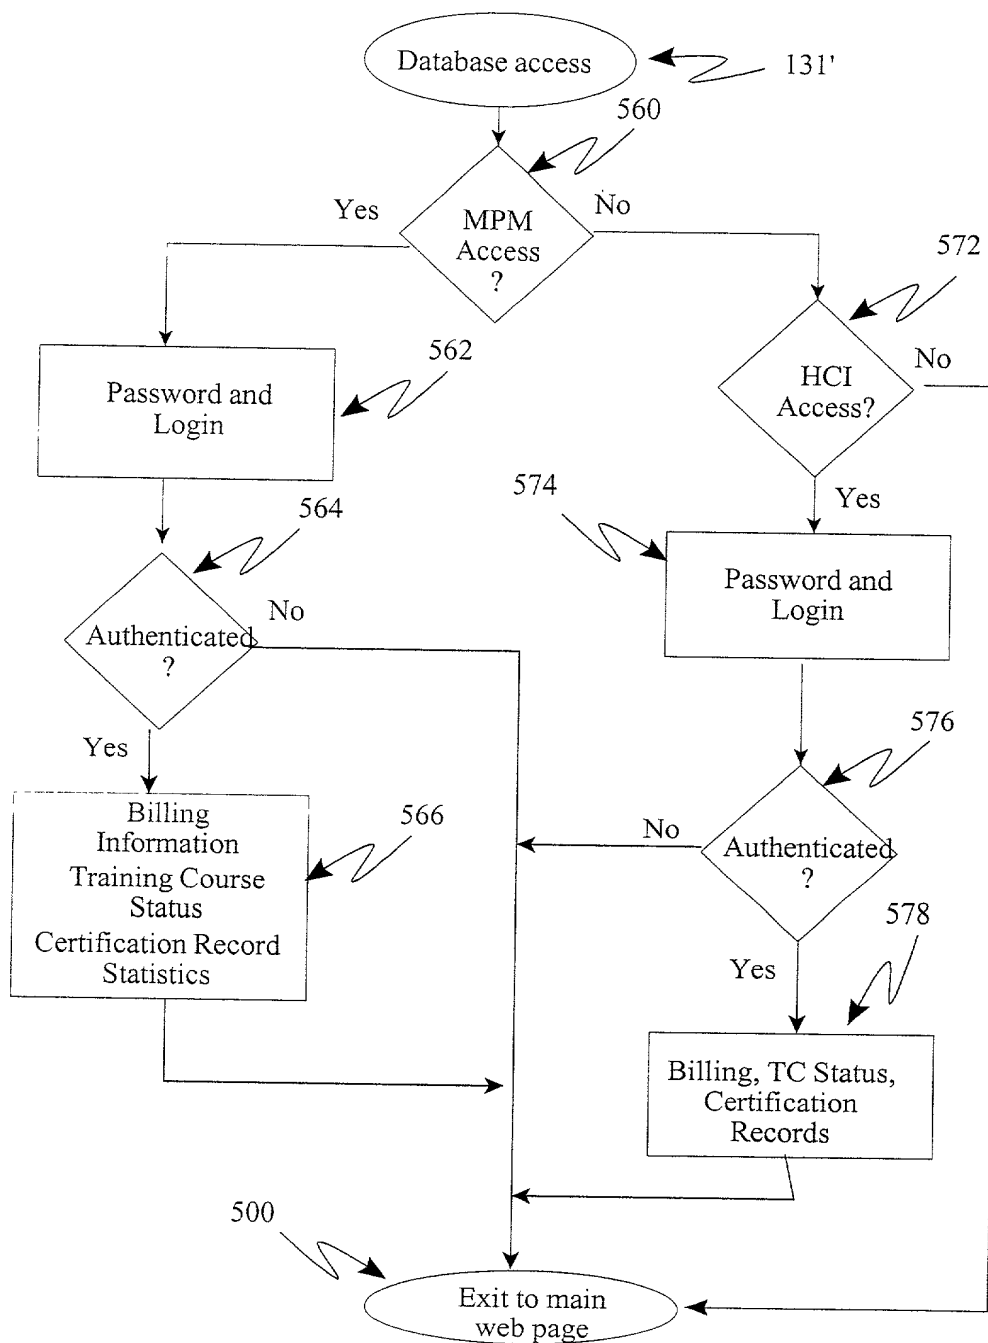 Database access
131'
560
Yes
No
MPM
Access
?
572
562
No
Password and
Login
HCI
Access?
574
Yes
564
Password and
Login
No
Authenticated
?
576
Yes
No
Authenticated
?
Billing
Information
Training Course
Status
Certification Record
Statistics
566
578
Yes
Billing, TC Status,
Certification
Records
500
Exit to main
web page